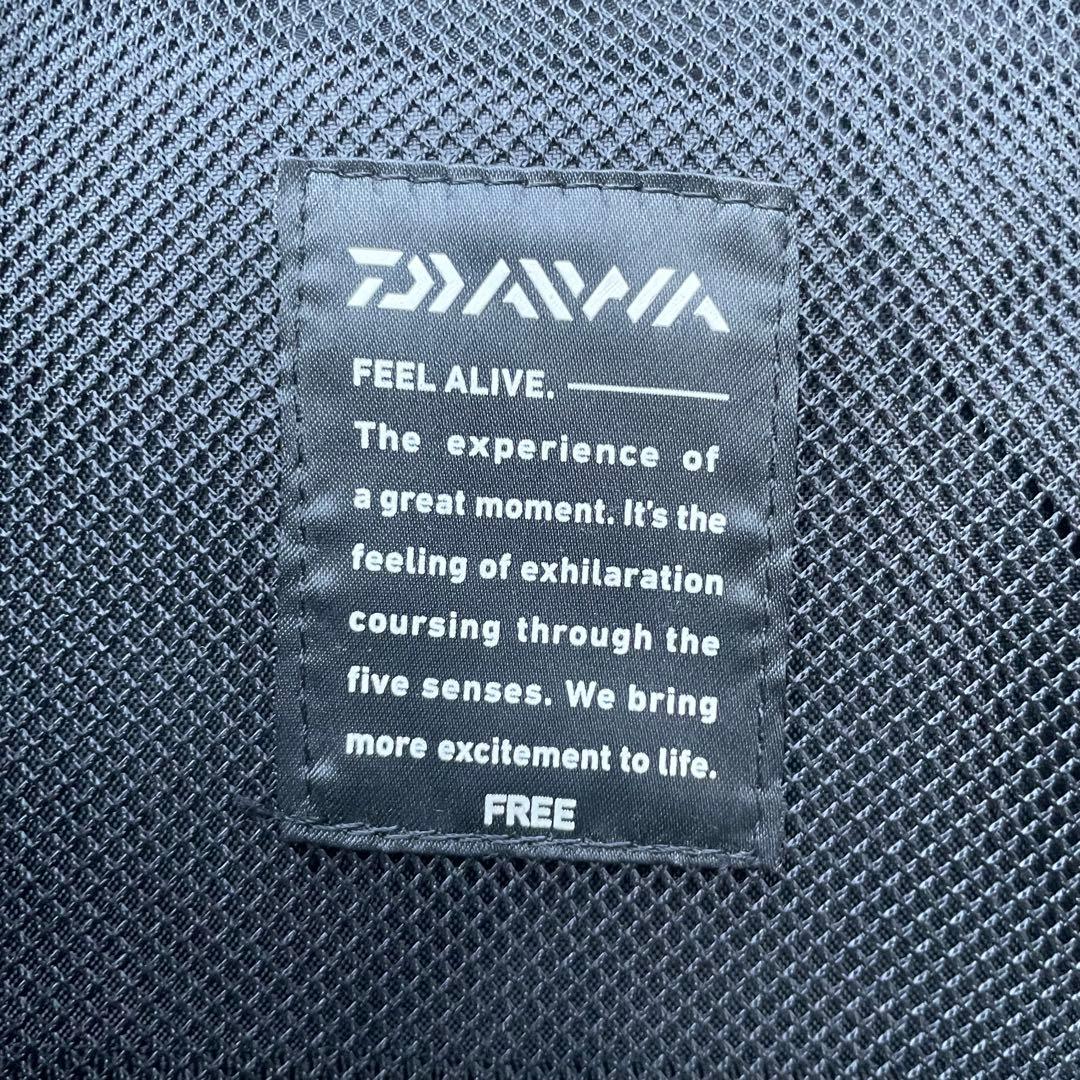 DAIWA
FEEL ALIVE.
The experience of
a great moment. It's the
feeling of exhilaration
coursing through the
five senses. We bring
more excitement to life.
FREE